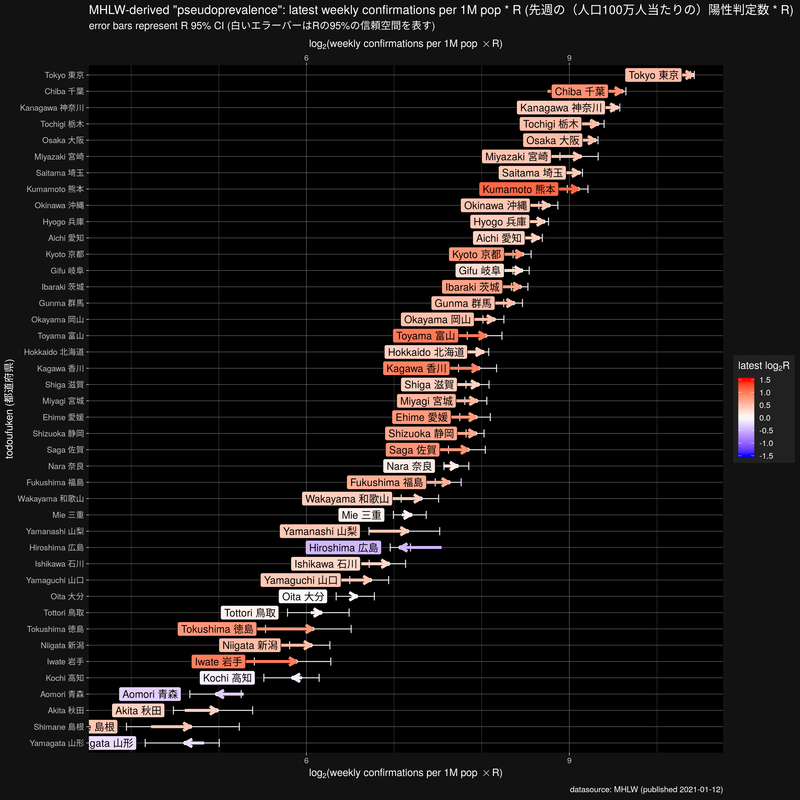 MHLW-derived "pseudoprevalence": latest weekly confirmations per 1M pop * R (先週の（人口100万人当たりの）陽性判定数 * R)
error bars represent R 95% CI (白いエラーバーはRの95%の信頼空間を表す)
log2(weekly confirmations per 1M pop × R)
6 9
Tokyo 東京 Tokyo 東京
Chiba 千葉 Chiba 千葉
Kanagawa 神奈川 Kanagawa 神奈川
Tochigi 栃木 Tochigi 栃木
Osaka 大阪 Osaka 大阪
Miyazaki 宮崎 Miyazaki 宮崎
Saitama 埼玉 Saitama 埼玉
Kumamoto 熊本 Kumamoto 熊本
Okinawa 沖縄 Okinawa 沖縄
Hyogo 兵庫 Hyogo 兵庫
Aichi 愛知 Aichi 愛知
Kyoto 京都 Kyoto 京都
Gifu 岐阜 Gifu 岐阜
Ibaraki 茨城 Ibaraki 茨城
Gunma 群馬 Gunma 群馬
Okayama 岡山 Okayama 岡山
Toyama 富山 Toyama 富山
Hokkaido 北海道 Hokkaido 北海道
Kagawa 香川 Kagawa 香川
Shiga 滋賀 Shiga 滋賀
Miyagi 宮城 Miyagi 宮城
Ehime 愛媛 Ehime 愛媛
Shizuoka 静岡 Shizuoka 静岡
Saga 佐賀 Saga 佐賀
Nara 奈良 Nara 奈良
Fukushima 福島 Fukushima 福島
Wakayama 和歌山 Wakayama 和歌山
Mie 三重 Mie 三重
Yamanashi 山梨 Yamanashi 山梨
Hiroshima 広島 Hiroshima 広島
Ishikawa 石川 Ishikawa 石川
Yamaguchi 山口 Yamaguchi 山口
Oita 大分 Oita 大分
Tottori 鳥取 Tottori 鳥取
Tokushima 徳島 Tokushima 徳島
Niigata 新潟 Niigata 新潟
Iwate 岩手 Iwate 岩手
Kochi 高知 Kochi 高知
Aomori 青森 Aomori 青森
Akita 秋田 Akita 秋田
Shimane 島根 e 島根
Yamagata 山形 gata 山形
6 9
log2(weekly confirmations per 1M pop × R)
todoufuken (都道府県)
latest log2R
1.5
1.0
0.5
0.0
-0.5
-1.0
-1.5
datasource: MHLW (published 2021-01-12)